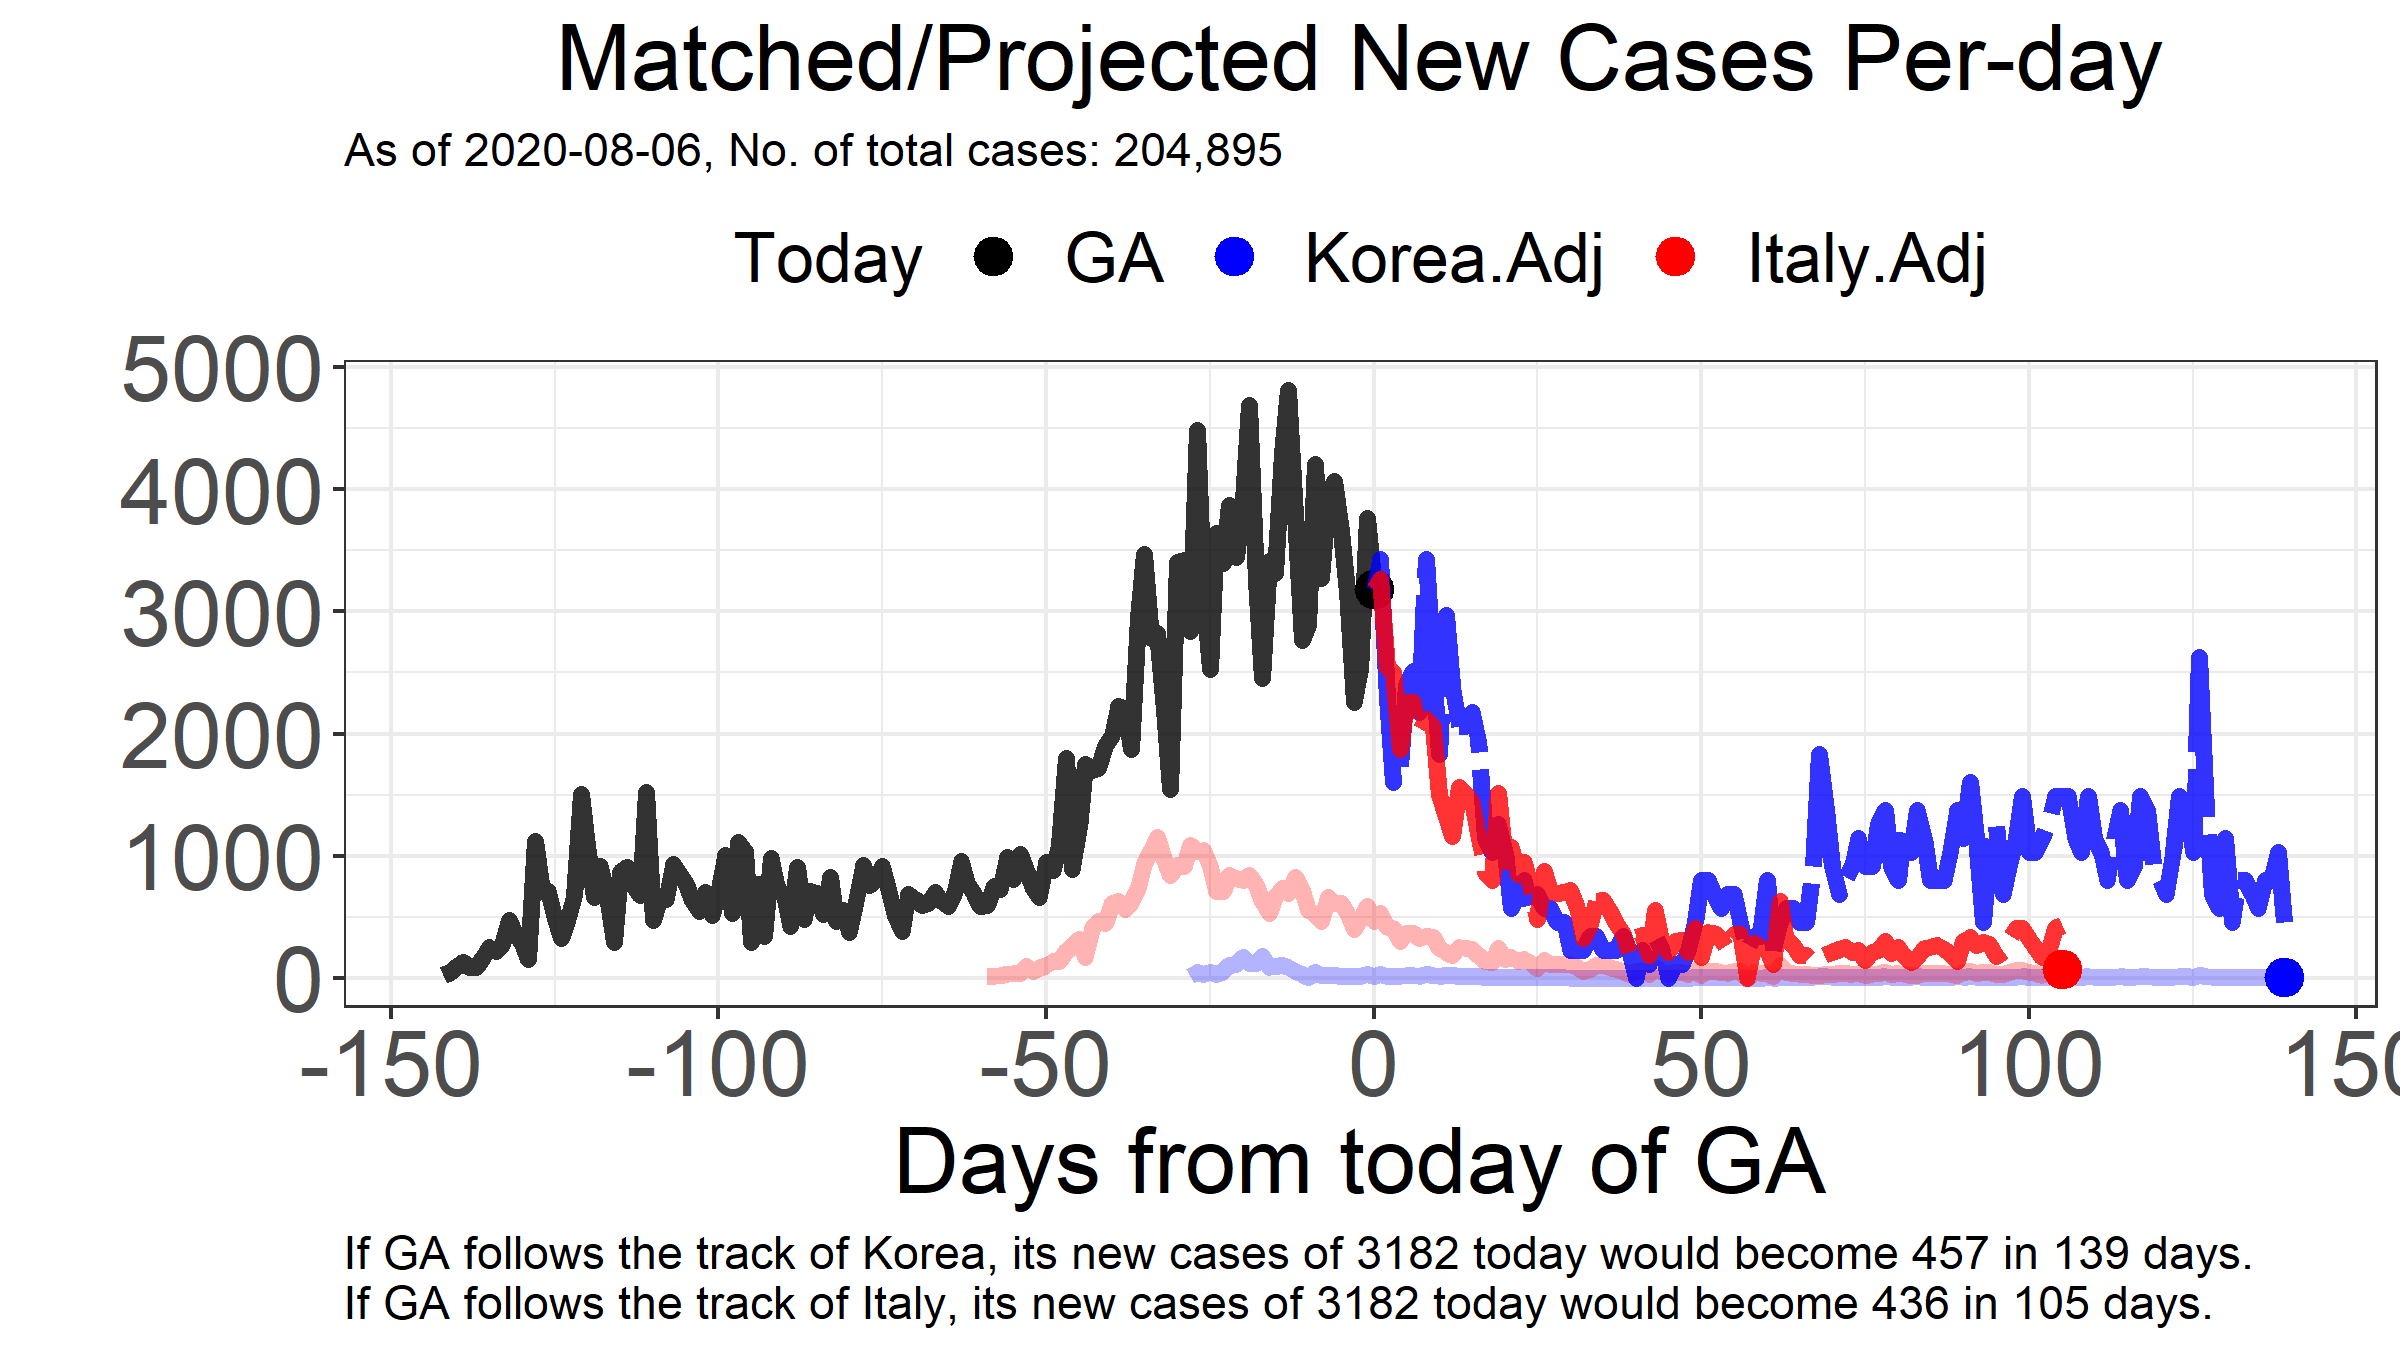 Matched/Projected New Cases Per-day
As of 2020-08-06, No. of total cases: 204,895
Today GA Korea.Adj Italy.Adj
5000
4000
3000
2000
1000
0
-150 -100 -50 0 50 100 150
Days from today of GA
If GA follows the track of Korea, its new cases of 3182 today would become 457 in 139 days.
If GA follows the track of Italy, its new cases of 3182 today would become 436 in 105 days.